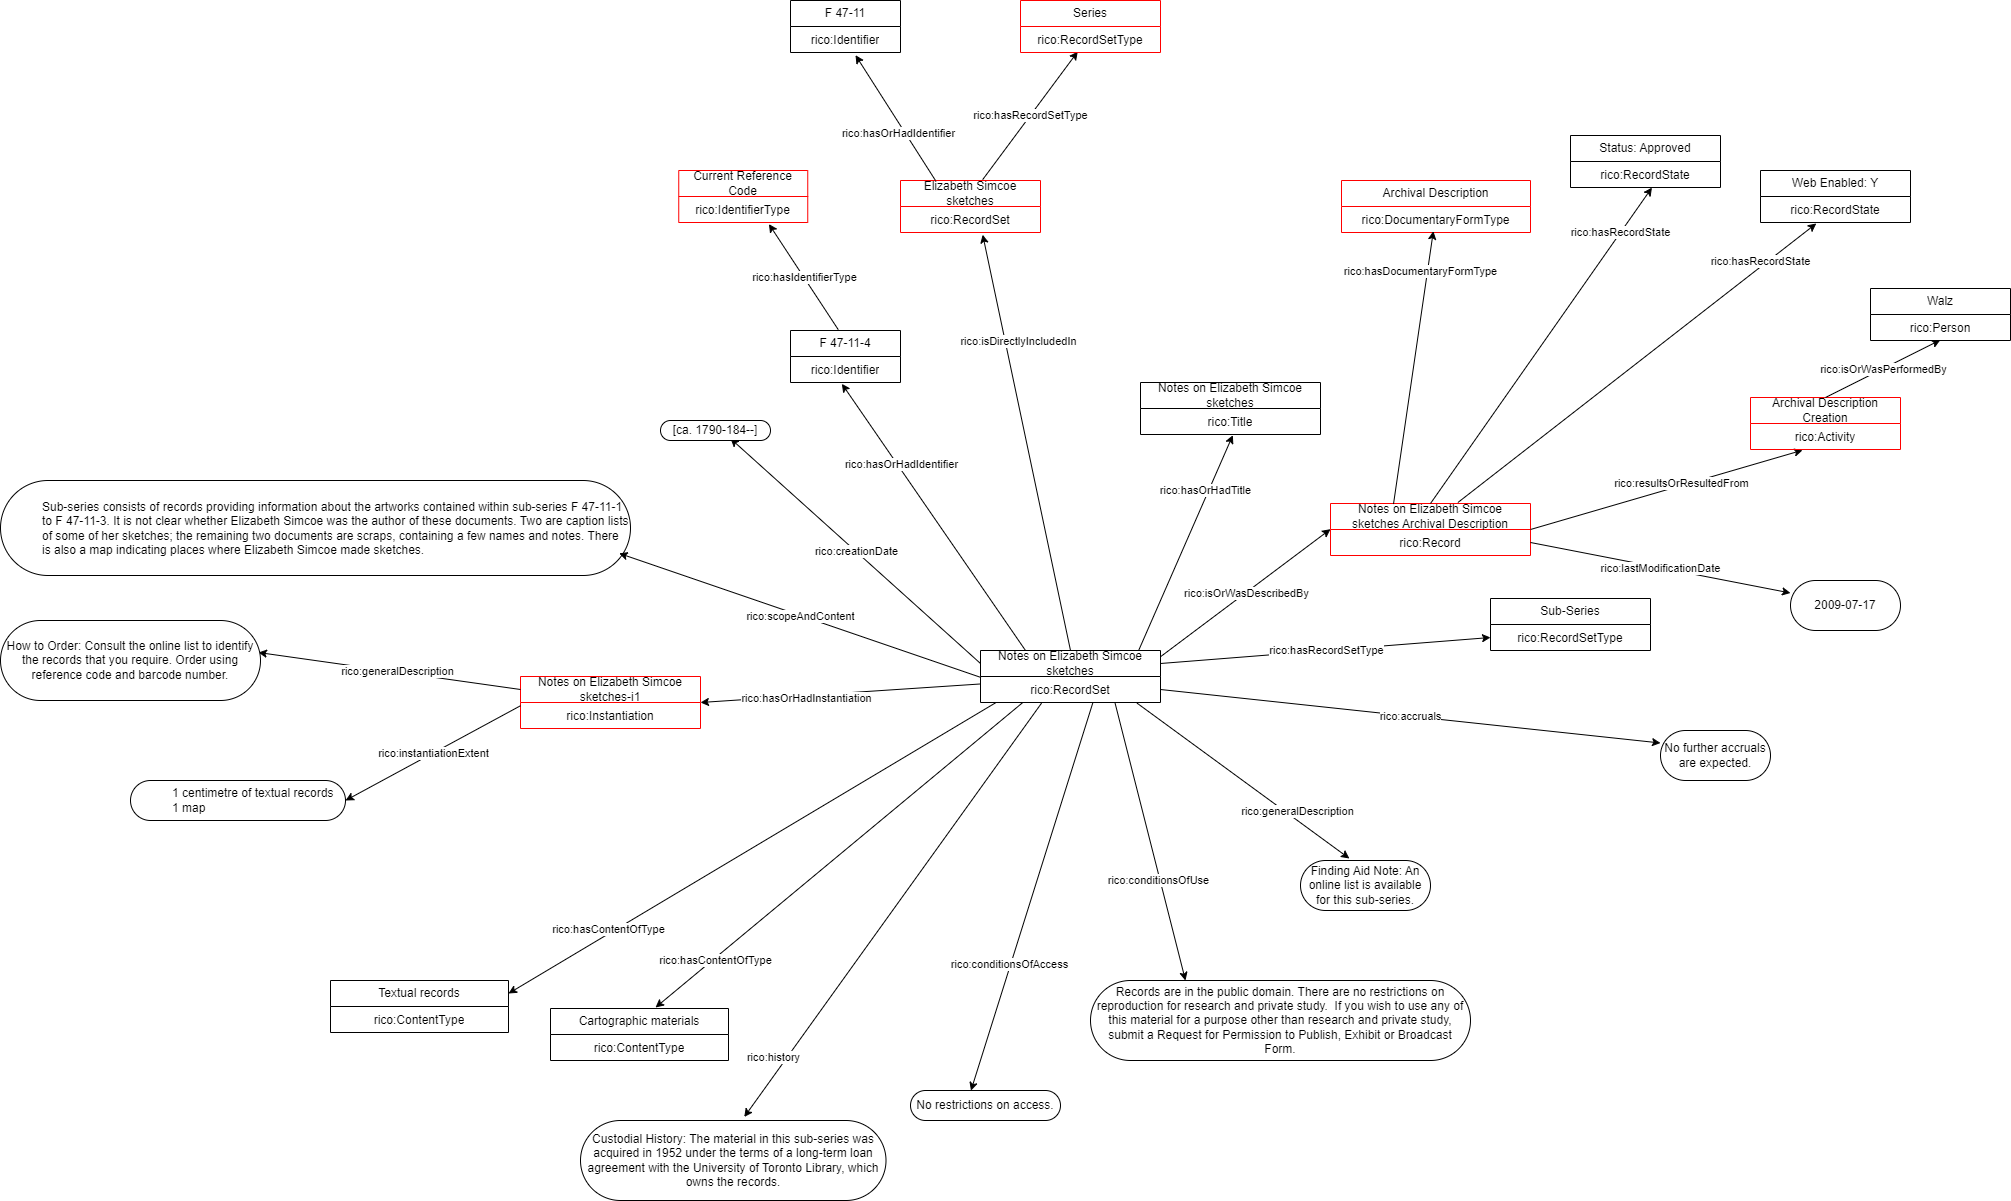 F 47-11
rico:Identifier
Series
rico:RecordSetType
rico:hasRecordSetType
rico:hasOrHadIdentifier
Status: Approved
rico:RecordState
Current Reference
Code
rico:IdentifierType
Elizabeth Simcoe
sketches
rico:RecordSet
Archival Description
rico:DocumentaryFormType
Web Enabled: Y
rico:RecordState
rico:hasRecordState
rico:hasRecordState
rico:hasDocumentaryFormType
rico:hasIdentifierType
Walz
rico:Person
F 47-11-4
rico:Identifier
rico:isDirectlyIncludedIn
rico:isOrWasPerformedBy
Notes on Elizabeth Simcoe
sketches
rico:Title
Archival Description
Creation
rico:Activity
[ca. 1790-184--]
rico:hasOrHadIdentifier
rico:hasOrHadTitle
rico:resultsOrResultedFrom
Sub-series consists of records providing information about the artworks contained within sub-series F 47-11-1
to F 47-11-3. It is not clear whether Elizabeth Simcoe was the author of these documents. Two are caption lists
of some of her sketches; the remaining two documents are scraps, containing a few names and notes. There
is also a map indicating places where Elizabeth Simcoe made sketches.
Notes on Elizabeth Simcoe
sketches Archival Description
rico:Record
rico:creationDate
rico:lastModificationDate
rico:isOrWasDescribedBy
2009-07-17
rico:scopeAndContent
Sub-Series
rico:RecordSetType
How to Order: Consult the online list to identify
the records that you require. Order using
reference code and barcode number.
rico:hasRecordSetType
Notes on Elizabeth Simcoe
sketches
rico:RecordSet
rico:generalDescription
Notes on Elizabeth Simcoe
sketches-i1
rico:Instantiation
rico:hasOrHadInstantiation
rico:accruals
No further accruals
are expected.
rico:instantiationExtent
1 centimetre of textual records
1 map
rico:generalDescription
Finding Aid Note: An
online list is available
for this sub-series.
rico:conditionsOfUse
rico:hasContentOfType
rico:hasContentOfType
rico:conditionsOfAccess
Textual records
rico:ContentType
Records are in the public domain. There are no restrictions on
reproduction for research and private study.  If you wish to use any of
this material for a purpose other than research and private study,
submit a Request for Permission to Publish, Exhibit or Broadcast
Form.
Cartographic materials
rico:ContentType
rico:history
No restrictions on access.
Custodial History: The material in this sub-series was
acquired in 1952 under the terms of a long-term loan
agreement with the University of Toronto Library, which
owns the records.